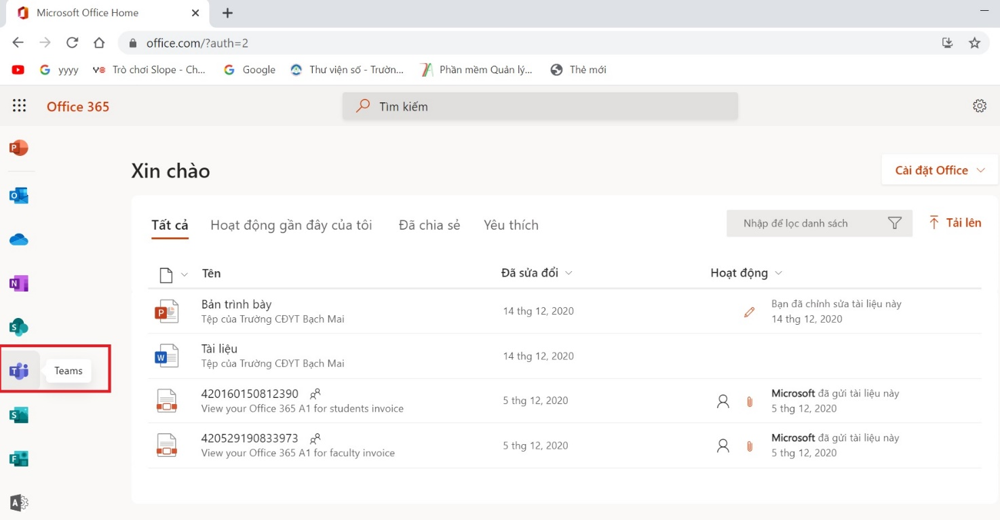 Microsoft Office Home
office.com/?auth=2
G yyyy Y8 Trò chơi Slope - Ch... G Google Thư viện số - Trườn... Phần mềm Quản lý... Thẻ mới
Office 365 Tìm kiếm
P
Xin chào Cài đặt Office
O
Tất cả Hoạt động gần đây của tôi Đã chia sẻ Yêu thích Nhập để lọc danh sách Tải lên
N
Tên Đã sửa đổi Hoạt động
P Bản trình bày 14 thg 12, 2020 Bạn đã chỉnh sửa tài liệu này
Tệp của Trường CĐYT Bạch Mai 14 thg 12, 2020
S
W Tài liệu 14 thg 12, 2020
Tệp của Trường CĐYT Bạch Mai
T Teams
420160150812390 5 thg 12, 2020 Microsoft đã gửi tài liệu này
View your Office 365 A1 for students invoice 5 thg 12, 2020
S
420529190833973 5 thg 12, 2020 Microsoft đã gửi tài liệu này
View your Office 365 A1 for faculty invoice 5 thg 12, 2020
F
A